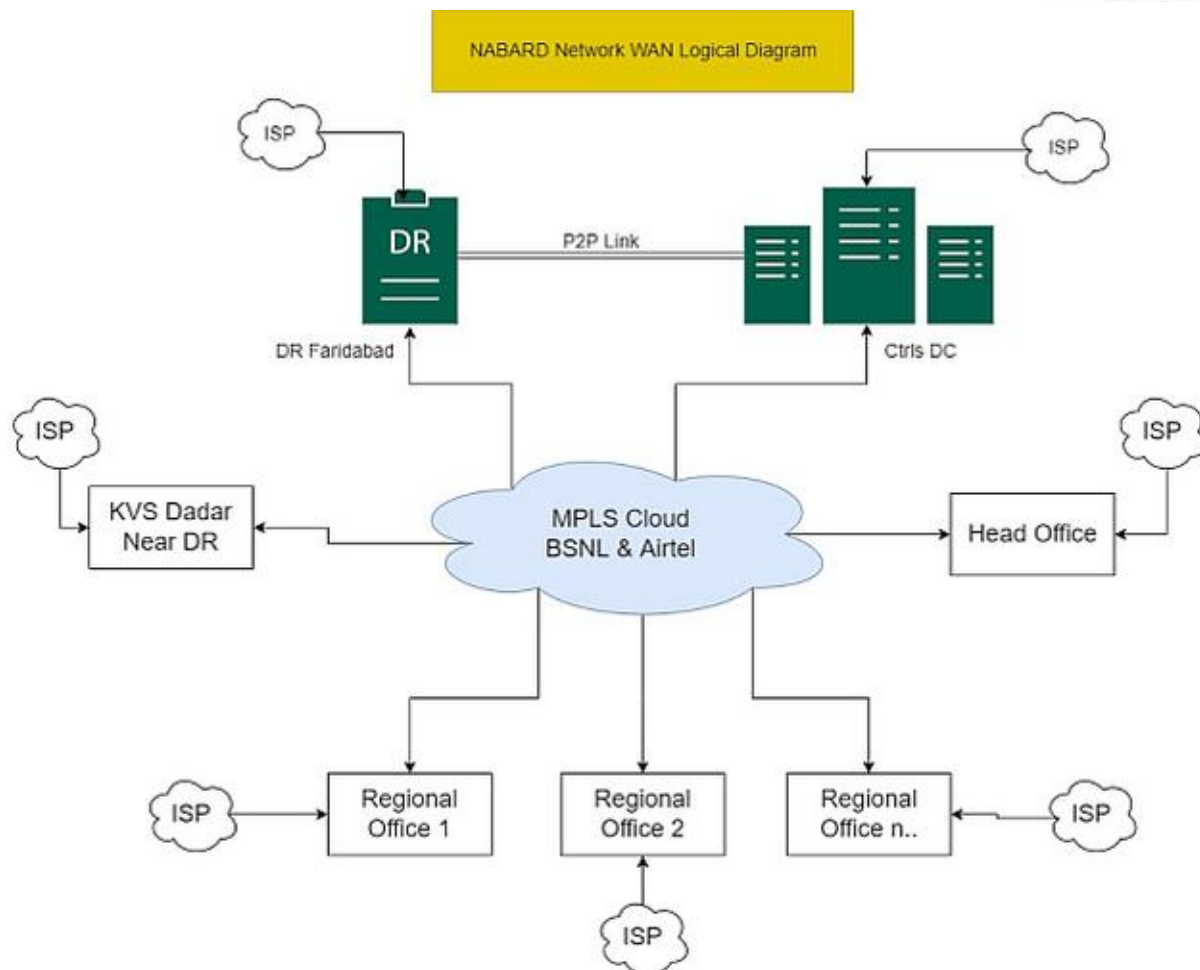 NABARD Network WAN Logical Diagram
ISP
ISP
DR
P2P Link
DR Faridabad
Ctrls DC
ISP
ISP
KVS Dadar
Near DR
MPLS Cloud
BSNL & Airtel
Head Office
ISP
Regional
Office 1
Regional
Office 2
Regional
Office n..
ISP
ISP